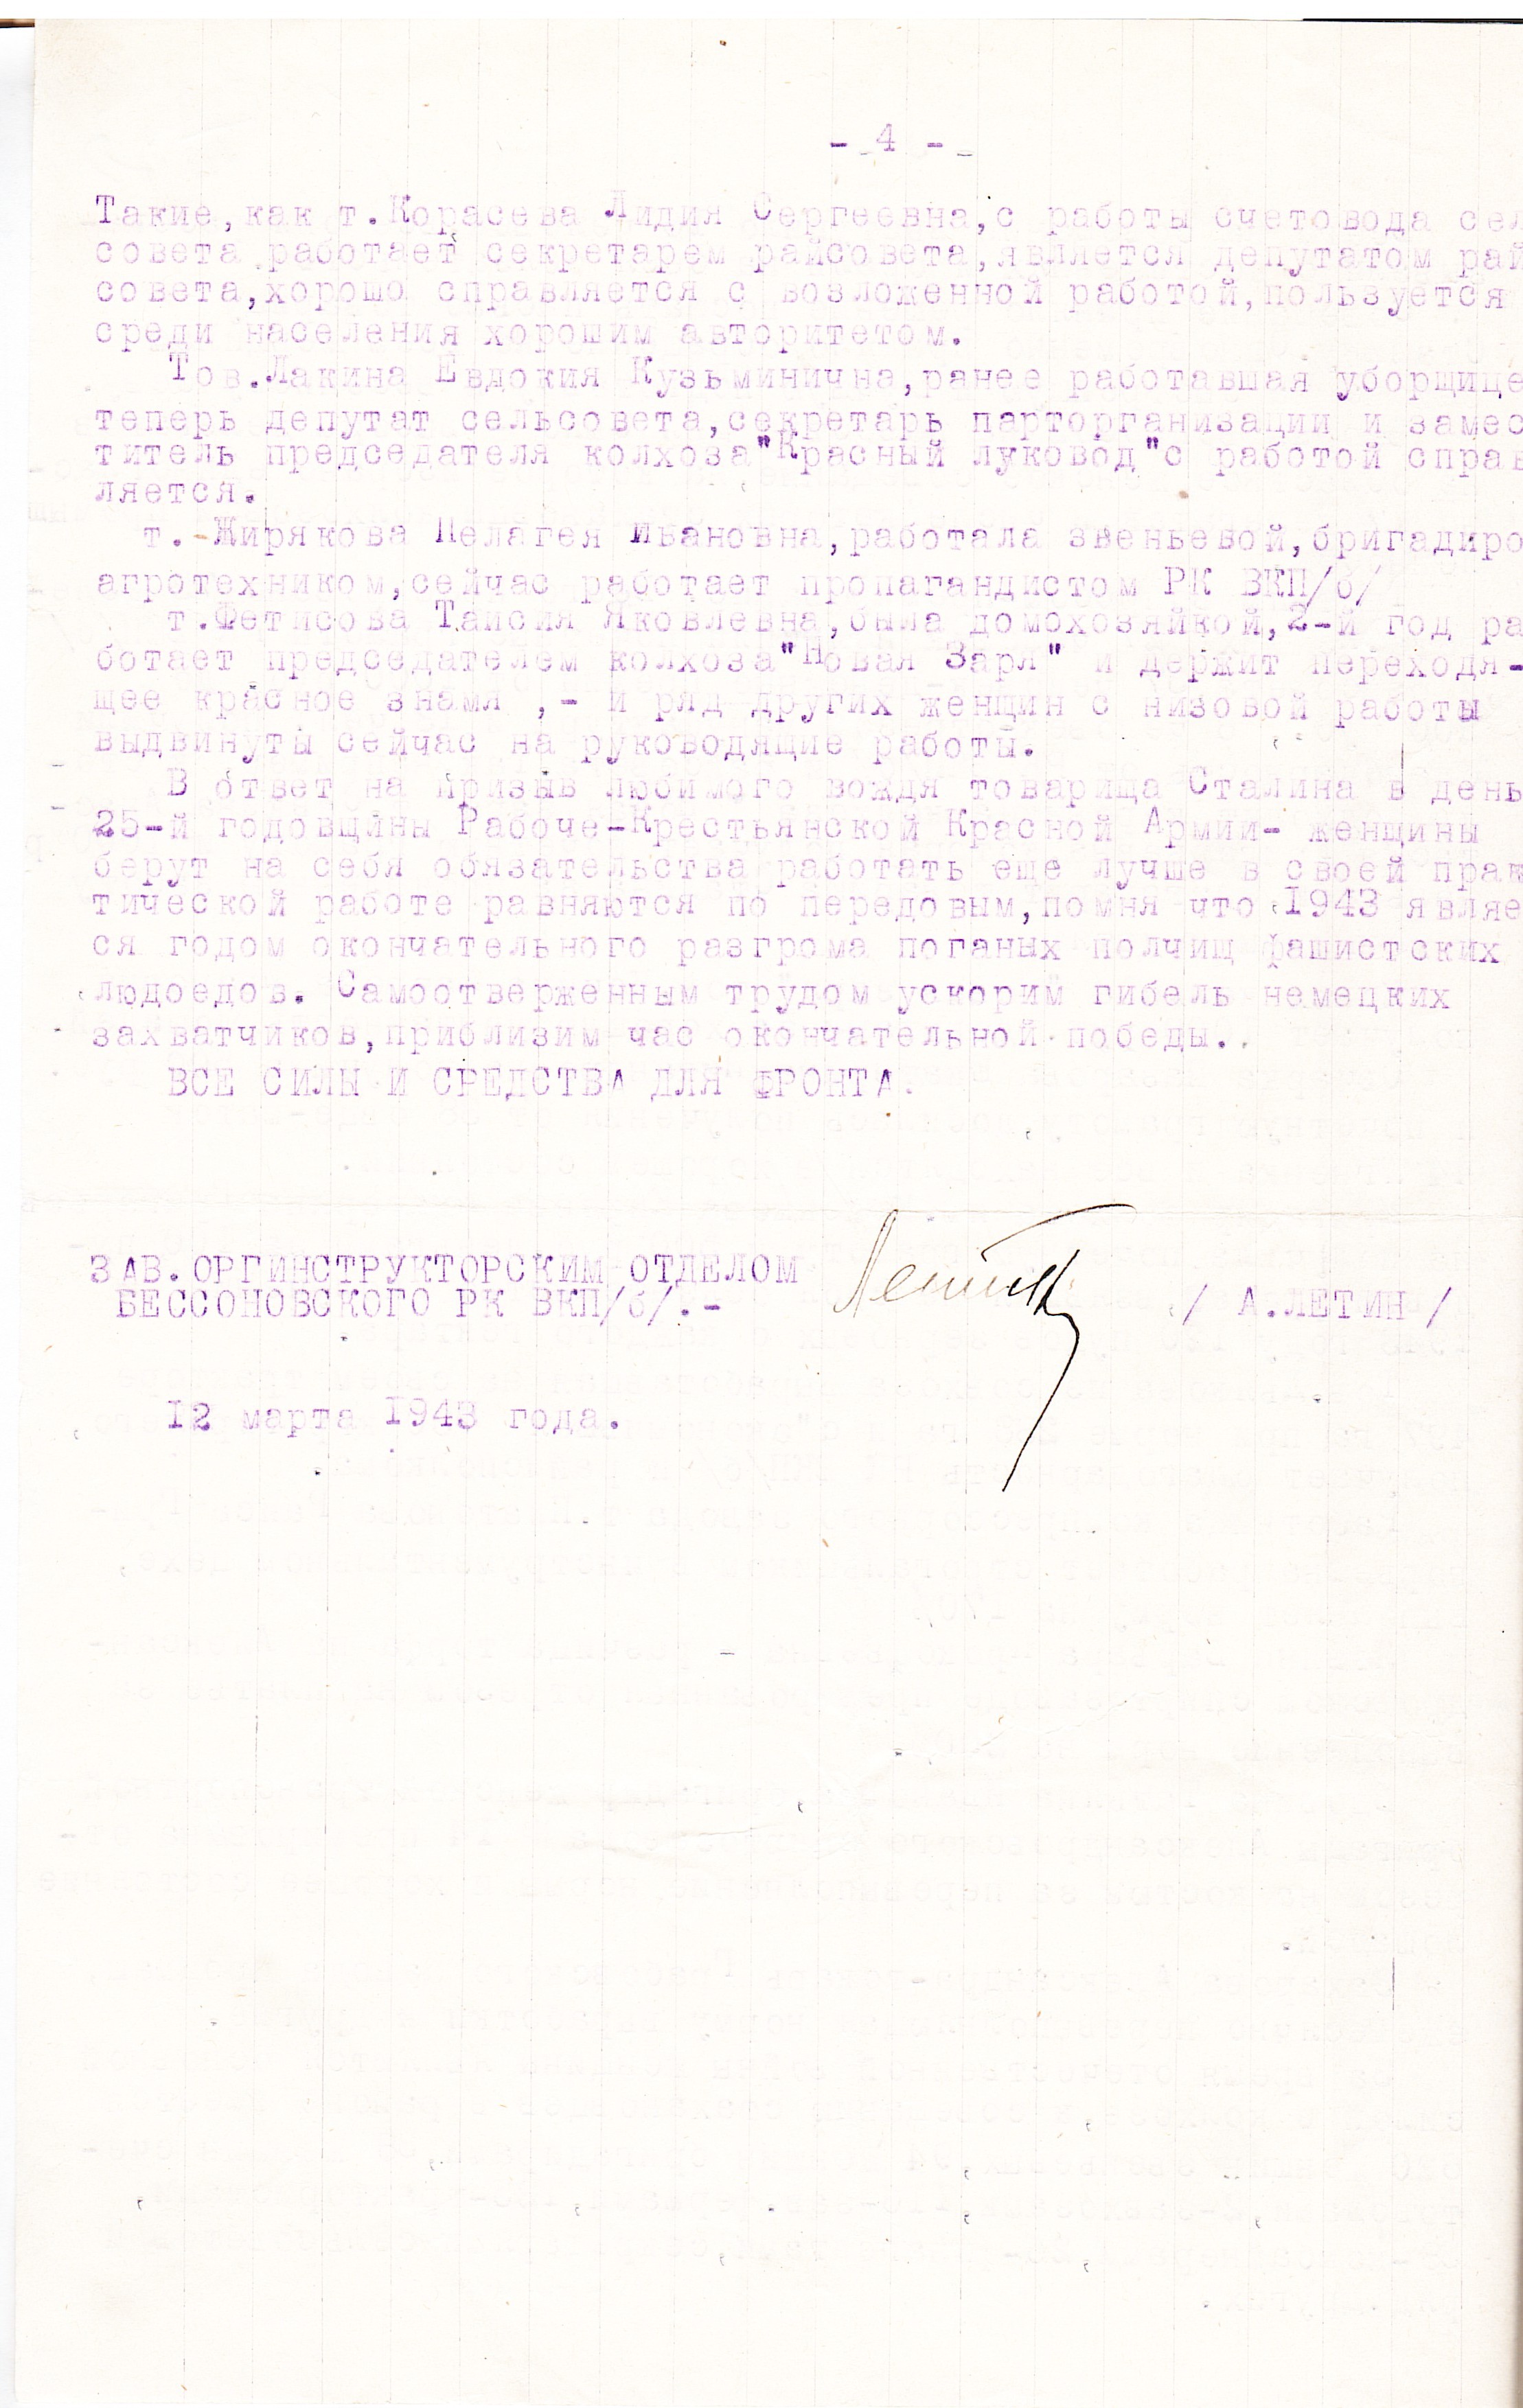 - 4 -
Такие,как т.Корасева Лидия Сергеевна,с работы счетовода сел
совета работает секретарем райсовета,является депутатом рай
совета,хорошо справляется с возложенной работой,пользуется
среди населения хорошим авторитетом.
Тов.Лакина Евдокия Кузьминична,ранее работавшая уборщице
теперь депутат сельсовета,секретарь парторганизации и замес
титель председателя колхоза"Красный луковод"с работой справ
ляется.
т.-Жирякова Пелагея Ивановна,работала звеньевой,бригадиро
агротехником,сейчас работает пропагандистом РК ВКП/б/
т.Фетисова Таисия Яковлевна,была домохозяйкой,2-й год ра
ботает председателем колхоза"Новая Заря" и держит переходя-
щее красное знамя ,- и ряд других женщин с низовой работы
выдвинуты сейчас на руководящие работы.
В ответ на призыв любимого вождя товарища Сталина в день
25-й годовщины Рабоче-Крестьянской Красной Армии- женщины
берут на себя обязательства работать еще лучше в своей прак
тической работе равняются по передовым,помня что 1943 являе
ся годом окончательного разгрома поганых полчищ фашистских
людоедов. Самоотверженным трудом ускорим гибель немецких
захватчиков,приблизим час окончательной победы.
ВСЕ СИЛЫ И СРЕДСТВА ДЛЯ ФРОНТА.
ЗАВ.ОРГИНСТРУКТОРСКИМ ОТДЕЛОМ
БЕССОНОВСКОГО РК ВКП/б/.- Летин / А.ЛЕТИН /
12 марта 1943 года.